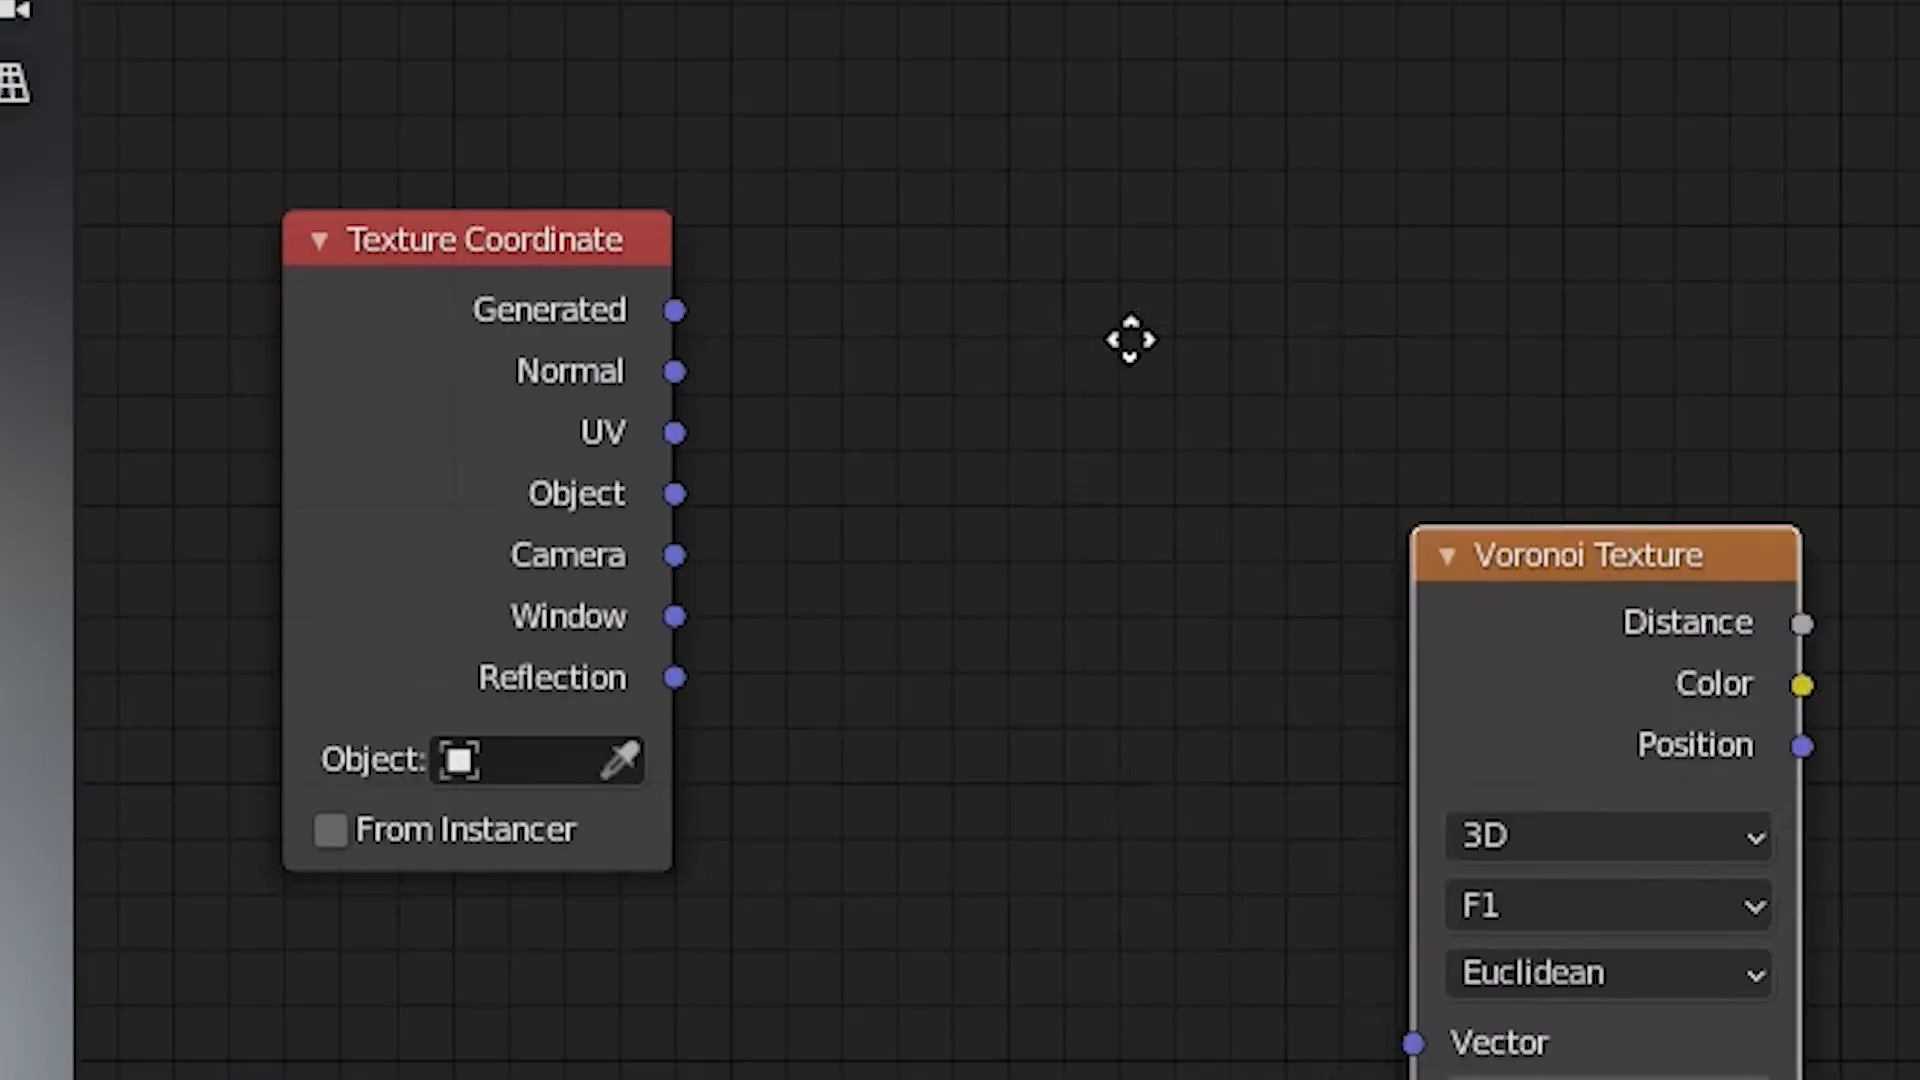 Texture Coordinate
Generated
Normal
UV
Object
Camera
Window
Reflection
Object:
From Instancer
Voronoi Texture
Distance
Color
Position
3D
F1
Euclidean
Vector